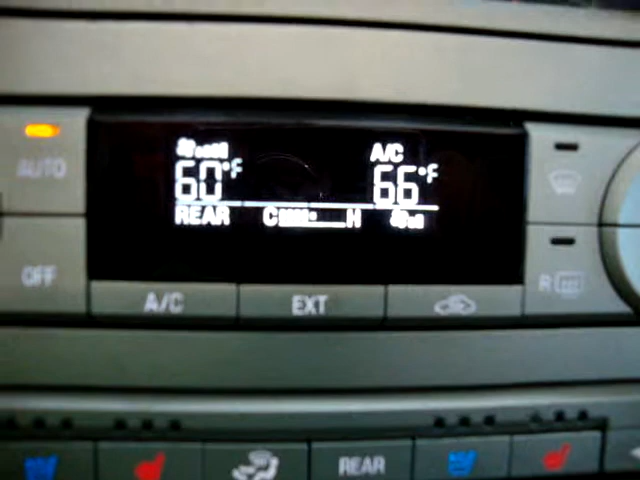 A/C
AUTO 60°F 66°F
REAR C H
OFF R
A/C EXT
REAR